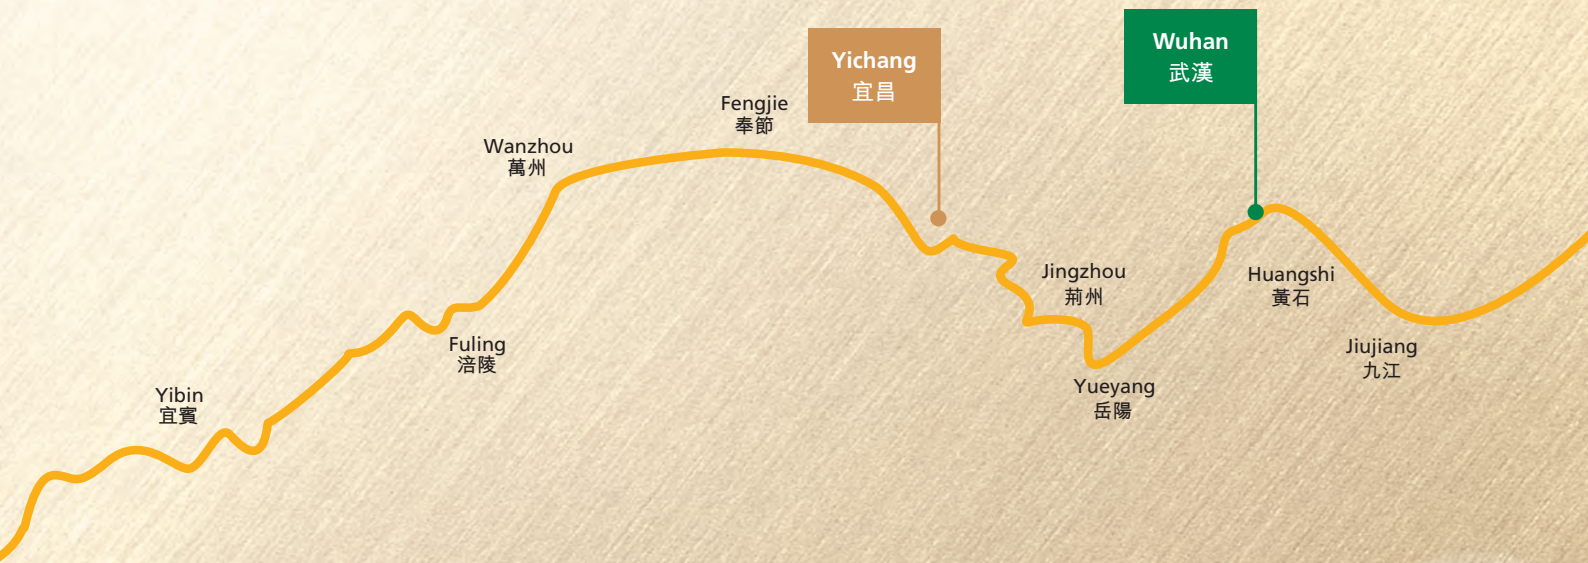 Yibin
宜賓
Fuling
涪陵
Wanzhou
萬州
Fengjie
奉節
Yichang
宜昌
Jingzhou
荊州
Yueyang
岳陽
Wuhan
武漢
Huangshi
黃石
Jiujiang
九江